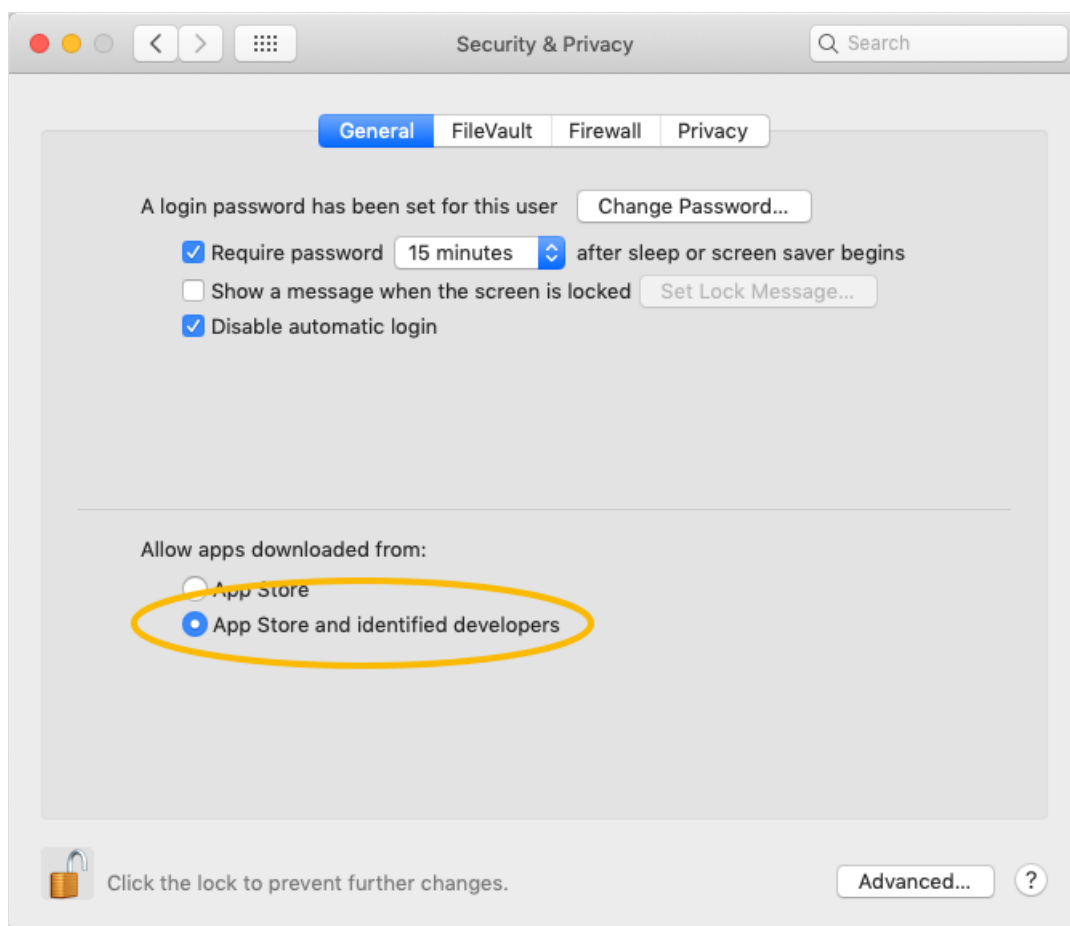 Security & Privacy
Search
General FileVault Firewall Privacy
A login password has been set for this user Change Password...
Require password 15 minutes after sleep or screen saver begins
Show a message when the screen is locked Set Lock Message...
Disable automatic login
Allow apps downloaded from:
App Store
App Store and identified developers
Click the lock to prevent further changes. Advanced... ?